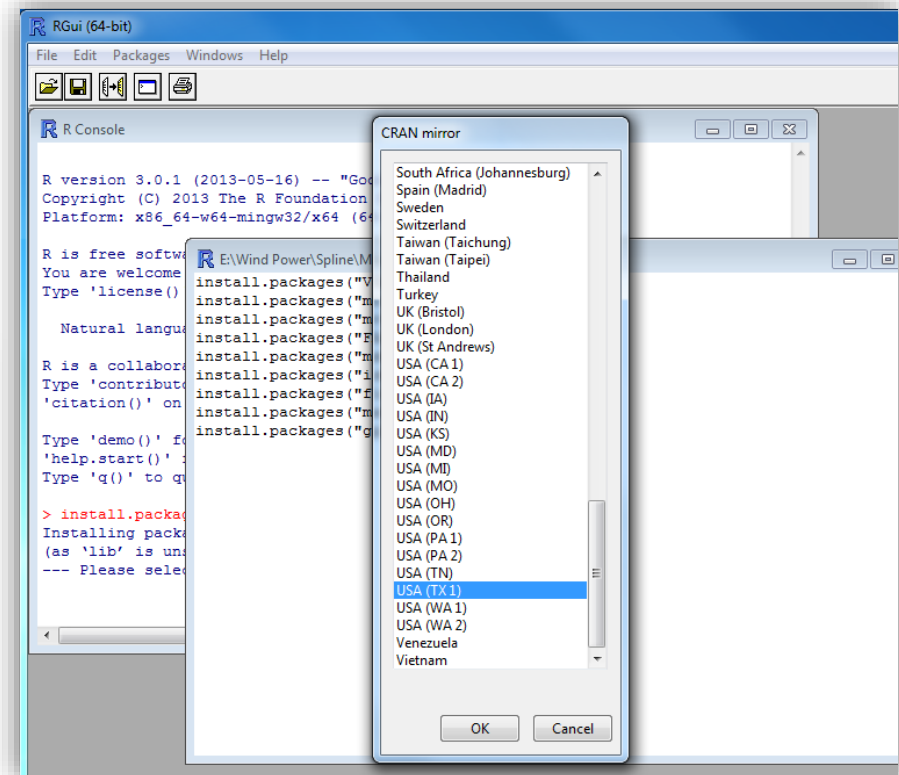 RGui (64-bit)
File Edit Packages Windows Help
R Console
R version 3.0.1 (2013-05-16) -- "Goo
Copyright (C) 2013 The R Foundation
Platform: x86_64-w64-mingw32/x64 (64
R is free softwa
You are welcome
Type 'license()
Natural langua
R is a collabora
Type 'contributo
'citation()' on
Type 'demo()' fo
'help.start()'
Type 'q()' to qu
> install.packag
Installing packa
(as ‘lib’ is uns
--- Please selec
E:\Wind Power\Spline\M
install.packages("V
install.packages("m
install.packages("m
install.packages("F
install.packages("m
install.packages("i
install.packages("f
install.packages("m
install.packages("g
CRAN mirror
South Africa (Johannesburg)
Spain (Madrid)
Sweden
Switzerland
Taiwan (Taichung)
Taiwan (Taipei)
Thailand
Turkey
UK (Bristol)
UK (London)
UK (St Andrews)
USA (CA 1)
USA (CA 2)
USA (IA)
USA (IN)
USA (KS)
USA (MD)
USA (MI)
USA (MO)
USA (OH)
USA (OR)
USA (PA 1)
USA (PA 2)
USA (TN)
USA (TX 1)
USA (WA 1)
USA (WA 2)
Venezuela
Vietnam
OK
Cancel